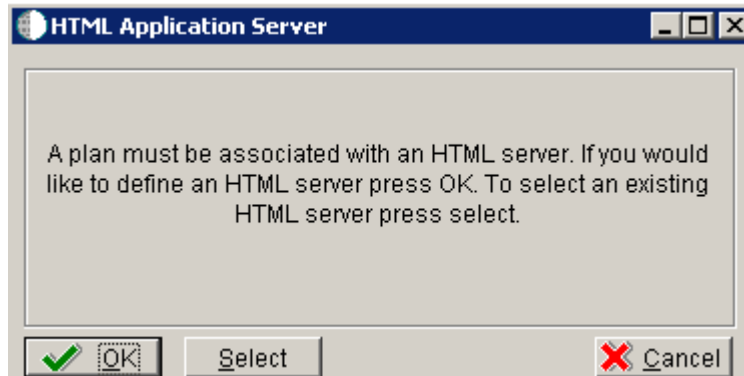 HTML Application Server
A plan must be associated with an HTML server. If you would
like to define an HTML server press OK. To select an existing
HTML server press select.
OK Select Cancel